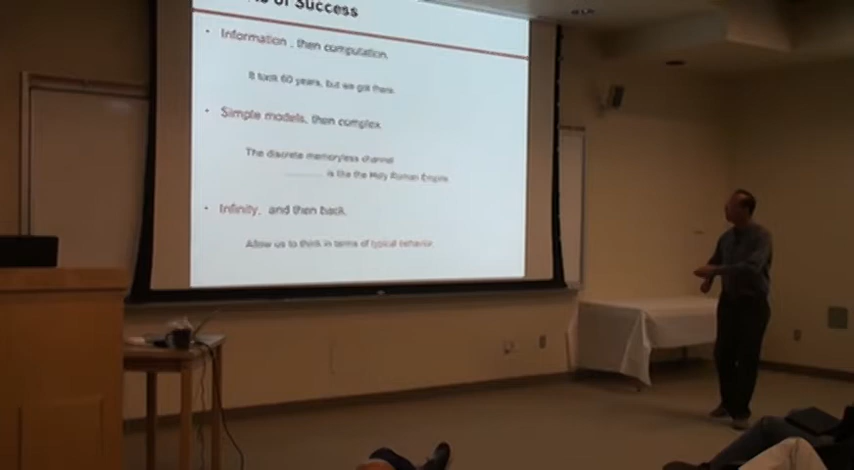 of Success
• Information , then computation.
It took 60 years, but we got there.
• Simple models, then complex.
The discrete memoryless channel
............ is like the Holy Roman Empire.
• Infinity, and then back.
Allow us to think in terms of typical behavior.